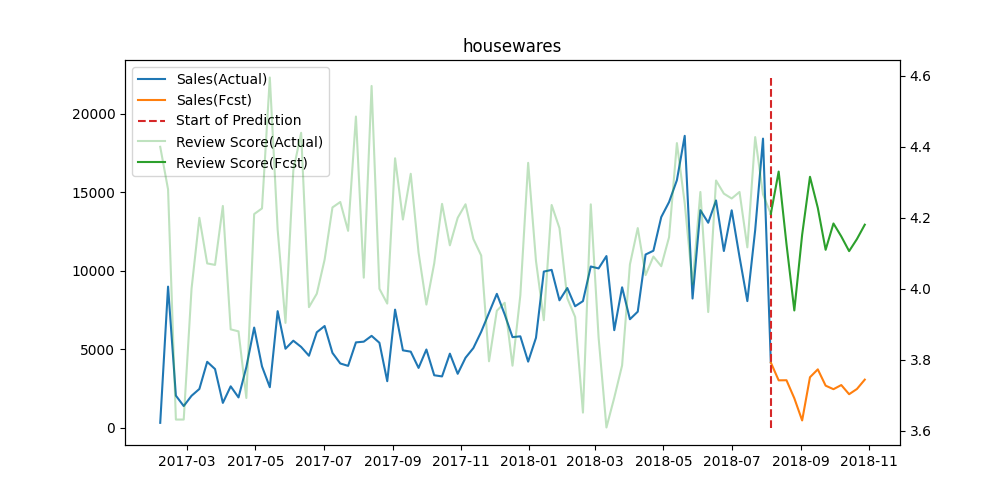 housewares
Sales(Actual)
Sales(Fcst)
Start of Prediction
Review Score(Actual)
Review Score(Fcst)
20000
15000
10000
5000
0
4.6
4.4
4.2
4.0
3.8
3.6
2017-03 2017-05 2017-07 2017-09 2017-11 2018-01 2018-03 2018-05 2018-07 2018-09 2018-11